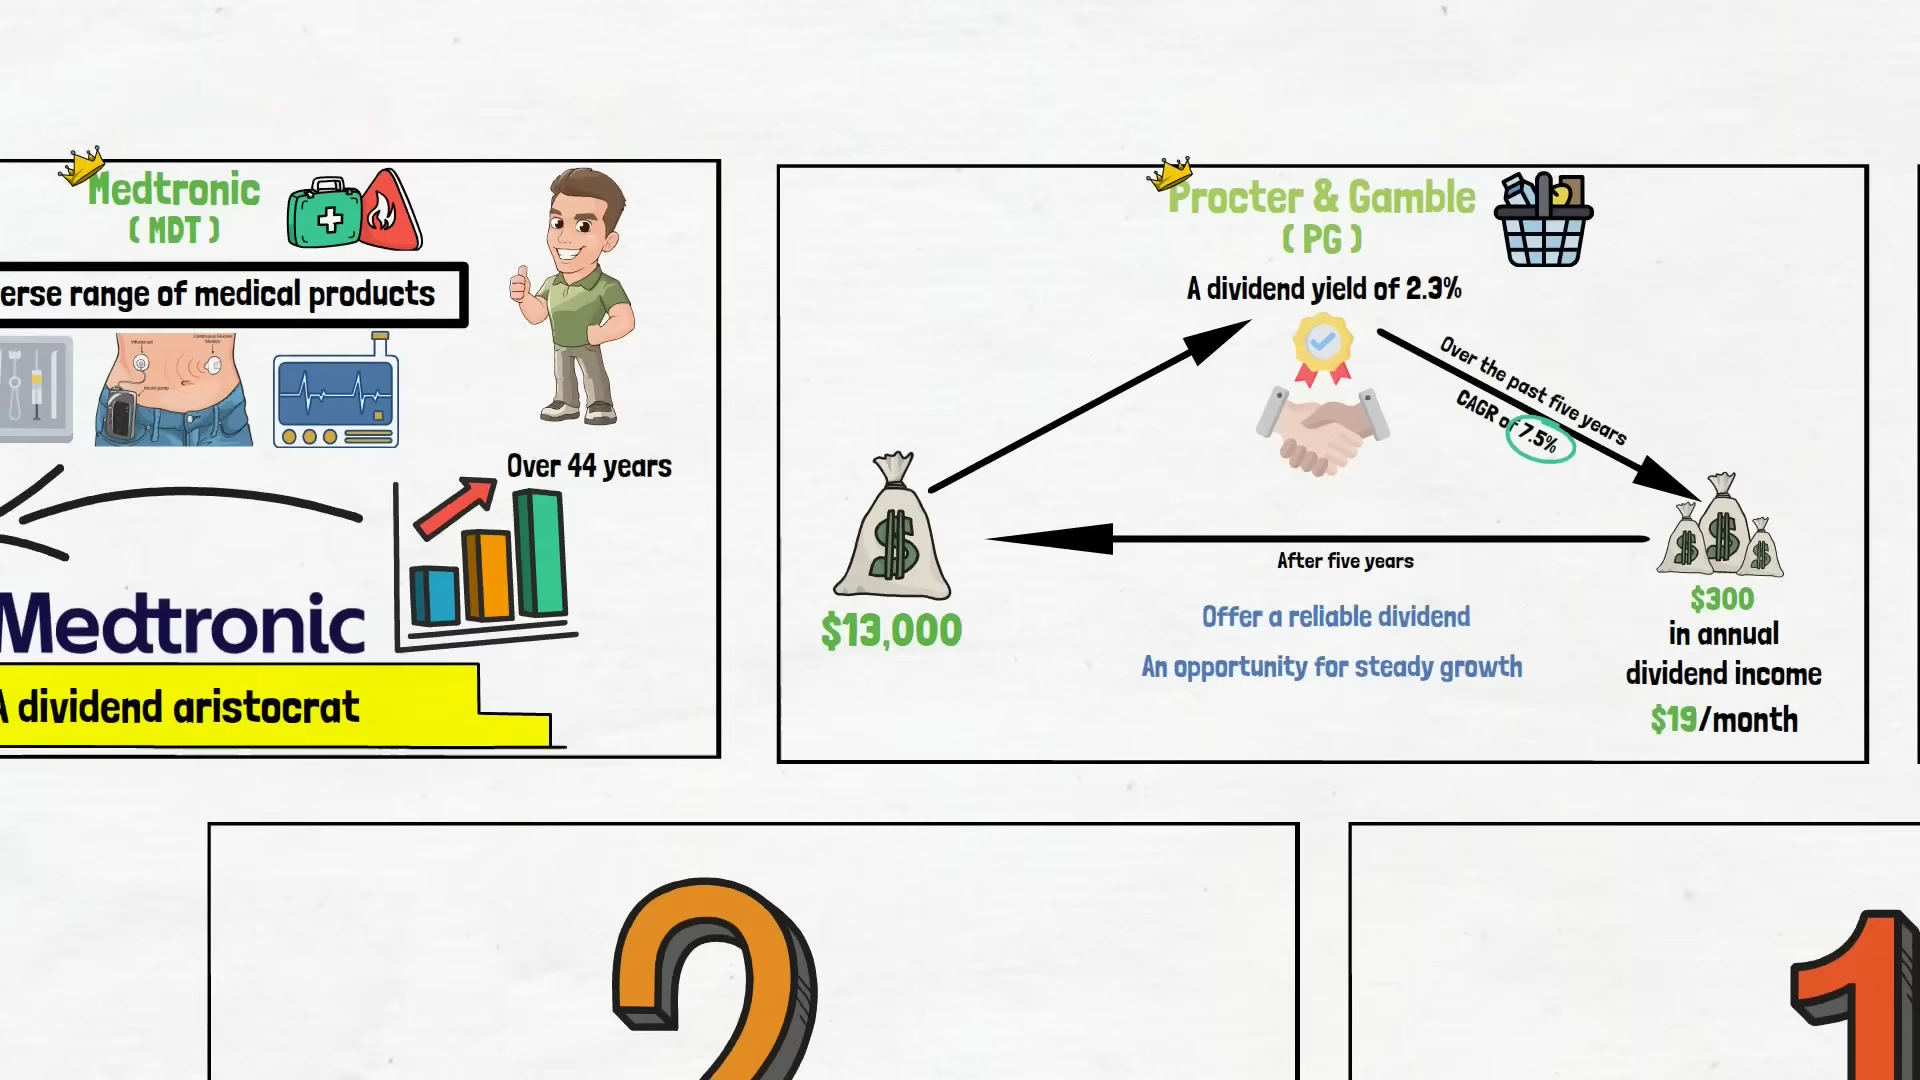 Medtronic
( MDT )
erse range of medical products
Over 44 years
Medtronic
A dividend aristocrat
Procter & Gamble
( PG )
A dividend yield of 2.3%
Over the past five years
CAGR of 7.5%
After five years
$13,000
Offer a reliable dividend
An opportunity for steady growth
$300
in annual
dividend income
$19/month
2
1